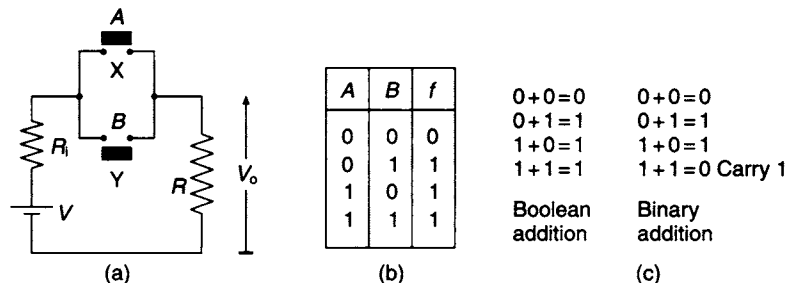 A
X
B
Y
Rᵢ
V
R
Vₒ
(a)
A B f
0 0 0
0 1 1
1 0 1
1 1 1
(b)
0+0=0
0+1=1
1+0=1
1+1=1
Boolean
addition
0+0=0
0+1=1
1+0=1
1+1=0 Carry 1
Binary
addition
(c)